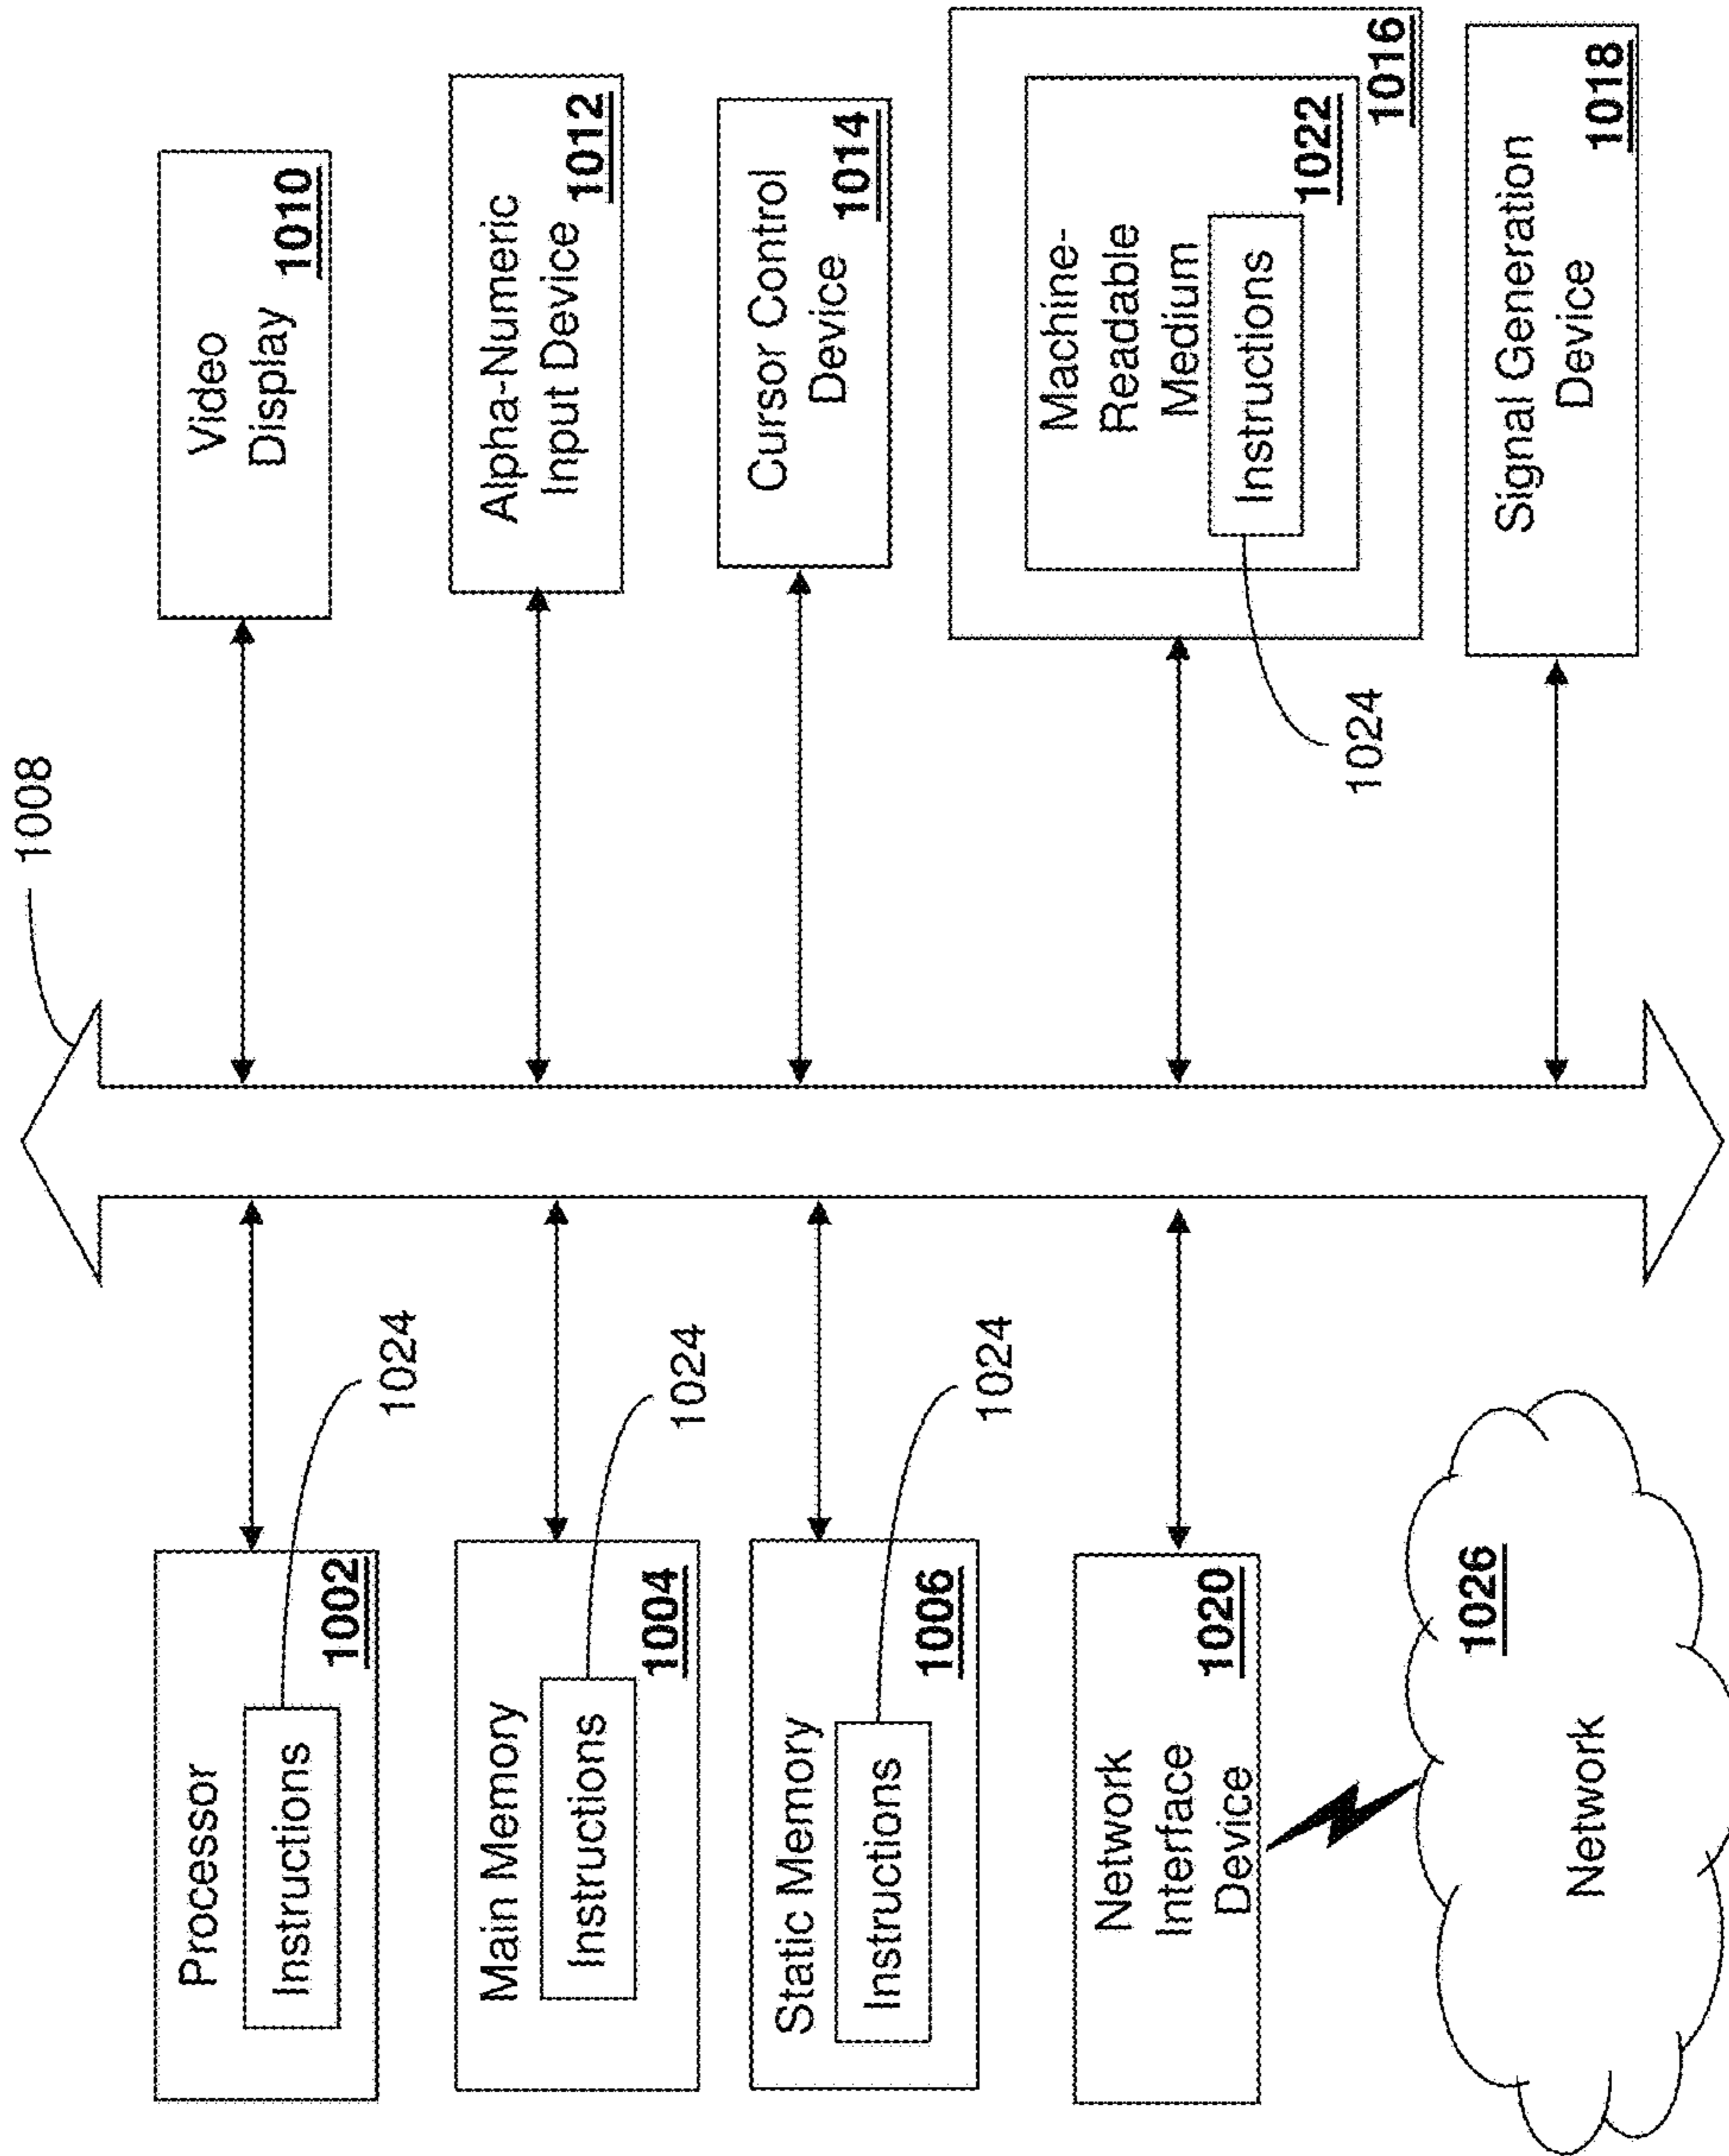 1008
Processor
Instructions
1002
1024
Main Memory
Instructions
1004
1024
Static Memory
Instructions
1006
1024
Network
Interface
Device
1020
1026
Network
Video
Display
1010
Alpha-Numeric
Input Device
1012
Cursor Control
Device
1014
Machine-
Readable
Medium
1022
Instructions
1016
1024
Signal Generation
Device
1018